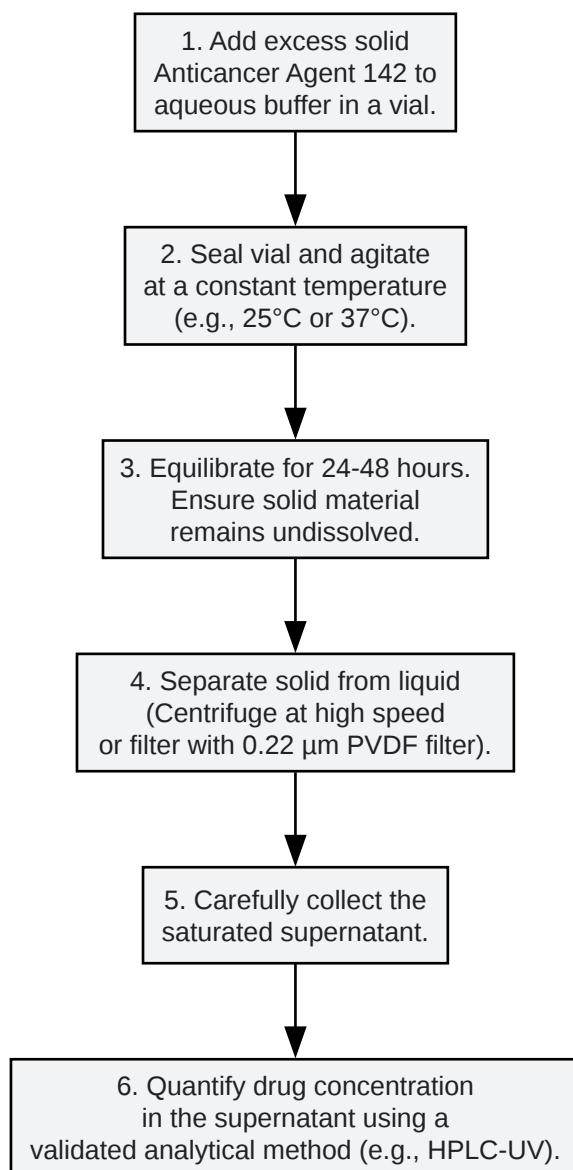 1. Add excess solid
Anticancer Agent 142 to
aqueous buffer in a vial.
2. Seal vial and agitate
at a constant temperature
(e.g., 25°C or 37°C).
3. Equilibrate for 24-48 hours.
Ensure solid material
remains undissolved.
4. Separate solid from liquid
(Centrifuge at high speed
or filter with 0.22 µm PVDF filter).
5. Carefully collect the
saturated supernatant.
6. Quantify drug concentration
in the supernatant using a
validated analytical method (e.g., HPLC-UV).